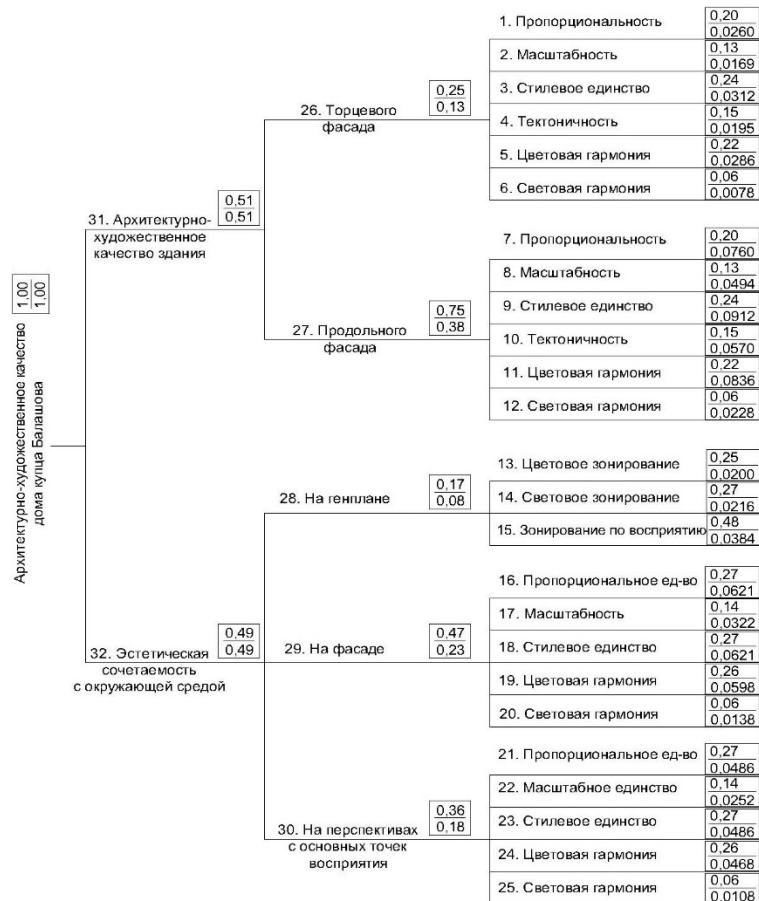 Архитектурно-художественное качество
дома купца Балашова
1,00
1,00
31. Архитектурно-
художественное
качество здания
0,51
0,51
26. Торцевого
фасада
0,25
0,13
1. Пропорциональность
0,20
0,0260
2. Масштабность
0,13
0,0169
3. Стилевое единство
0,24
0,0312
4. Тектоничность
0,15
0,0195
5. Цветовая гармония
0,22
0,0286
6. Световая гармония
0,06
0,0078
27. Продольного
фасада
0,75
0,38
7. Пропорциональность
0,20
0,0760
8. Масштабность
0,13
0,0494
9. Стилевое единство
0,24
0,0912
10. Тектоничность
0,15
0,0570
11. Цветовая гармония
0,22
0,0836
12. Световая гармония
0,06
0,0228
32. Эстетическая
сочетаемость
с окружающей средой
0,49
0,49
28. На генплане
0,17
0,08
13. Цветовое зонирование
0,25
0,0200
14. Световое зонирование
0,27
0,0216
15. Зонирование по восприятию
0,48
0,0384
29. На фасаде
0,47
0,23
16. Пропорциональное ед-во
0,27
0,0621
17. Масштабность
0,14
0,0322
18. Стилевое единство
0,27
0,0621
19. Цветовая гармония
0,26
0,0598
20. Световая гармония
0,06
0,0138
30. На перспективах
с основных точек
восприятия
0,36
0,18
21. Пропорциональное ед-во
0,27
0,0486
22. Масштабное единство
0,14
0,0252
23. Стилевое единство
0,27
0,0486
24. Цветовая гармония
0,26
0,0468
25. Световая гармония
0,06
0,0108